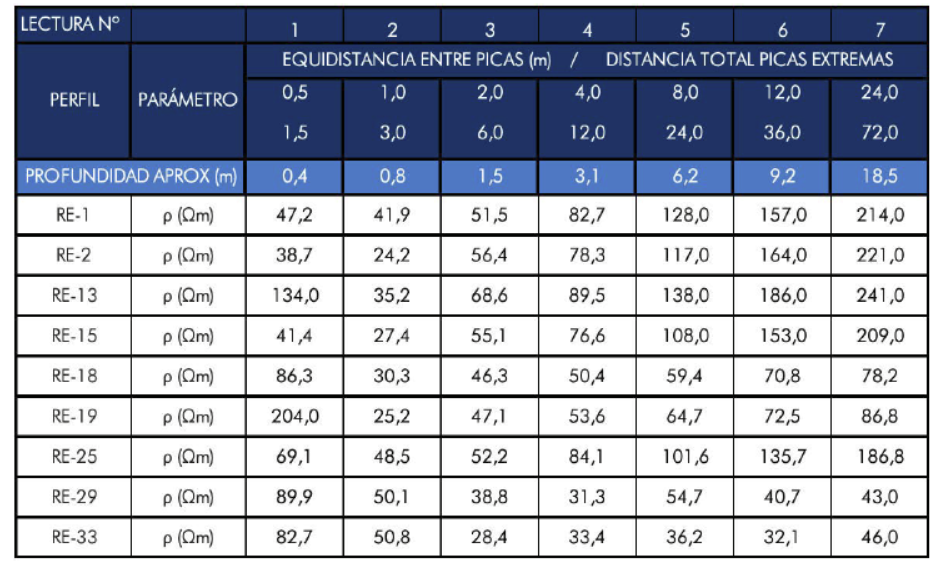 LECTURA Nº 1 2 3 4 5 6 7
EQUIDISTANCIA ENTRE PICAS (m) / DISTANCIA TOTAL PICAS EXTREMAS
PERFIL PARÁMETRO 0,5 1,0 2,0 4,0 8,0 12,0 24,0
1,5 3,0 6,0 12,0 24,0 36,0 72,0
PROFUNDIDAD APROX (m) 0,4 0,8 1,5 3,1 6,2 9,2 18,5
RE-1 ρ (Ωm) 47,2 41,9 51,5 82,7 128,0 157,0 214,0
RE-2 ρ (Ωm) 38,7 24,2 56,4 78,3 117,0 164,0 221,0
RE-13 ρ (Ωm) 134,0 35,2 68,6 89,5 138,0 186,0 241,0
RE-15 ρ (Ωm) 41,4 27,4 55,1 76,6 108,0 153,0 209,0
RE-18 ρ (Ωm) 86,3 30,3 46,3 50,4 59,4 70,8 78,2
RE-19 ρ (Ωm) 204,0 25,2 47,1 53,6 64,7 72,5 86,8
RE-25 ρ (Ωm) 69,1 48,5 52,2 84,1 101,6 135,7 186,8
RE-29 ρ (Ωm) 89,9 50,1 38,8 31,3 54,7 40,7 43,0
RE-33 ρ (Ωm) 82,7 50,8 28,4 33,4 36,2 32,1 46,0